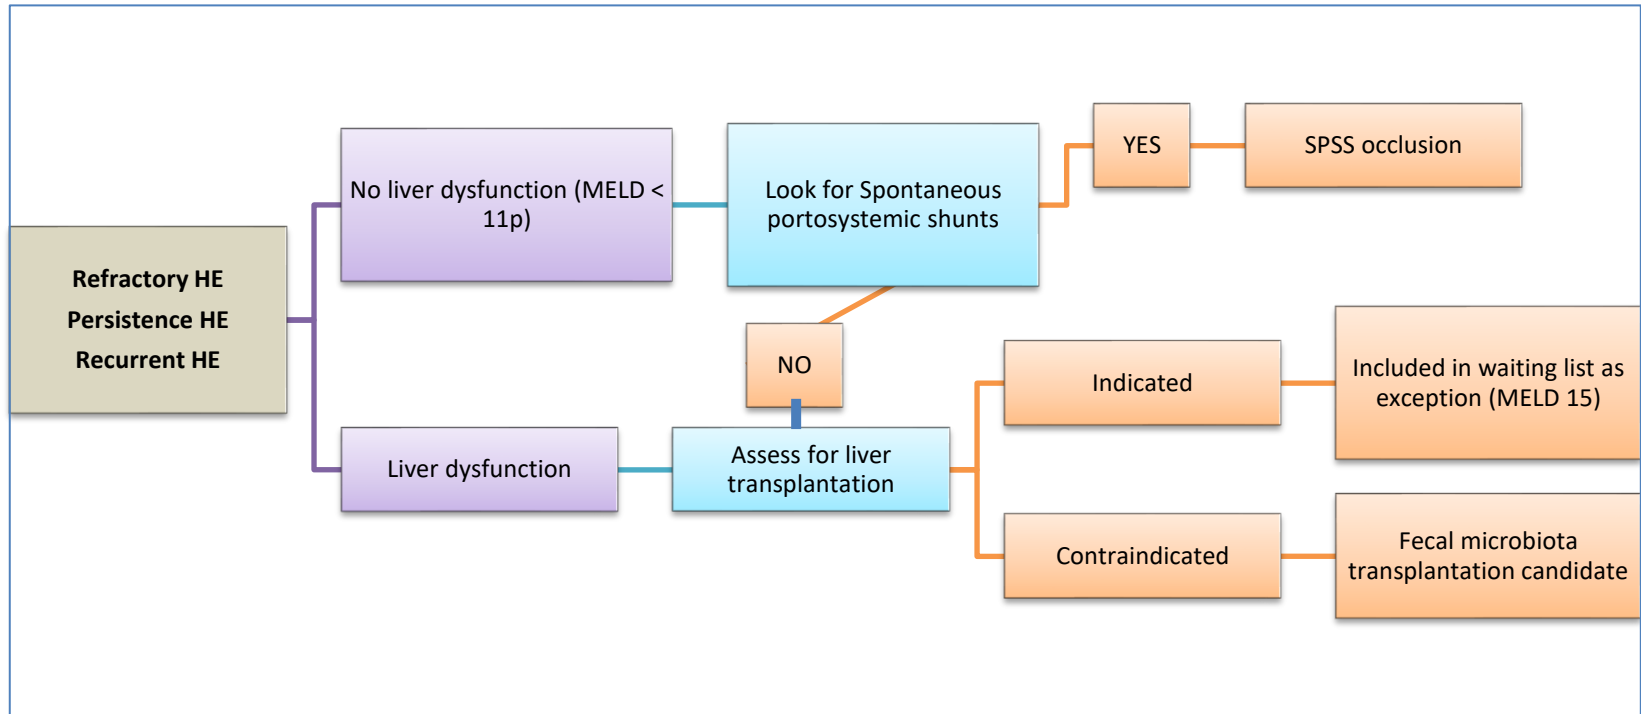 Refractory HE
Persistence HE
Recurrent HE
No liver dysfunction (MELD <
11p)
Look for Spontaneous
portosystemic shunts
YES
SPSS occlusion
NO
Liver dysfunction
Assess for liver
transplantation
Indicated
Included in waiting list as
exception (MELD 15)
Contraindicated
Fecal microbiota
transplantation candidate